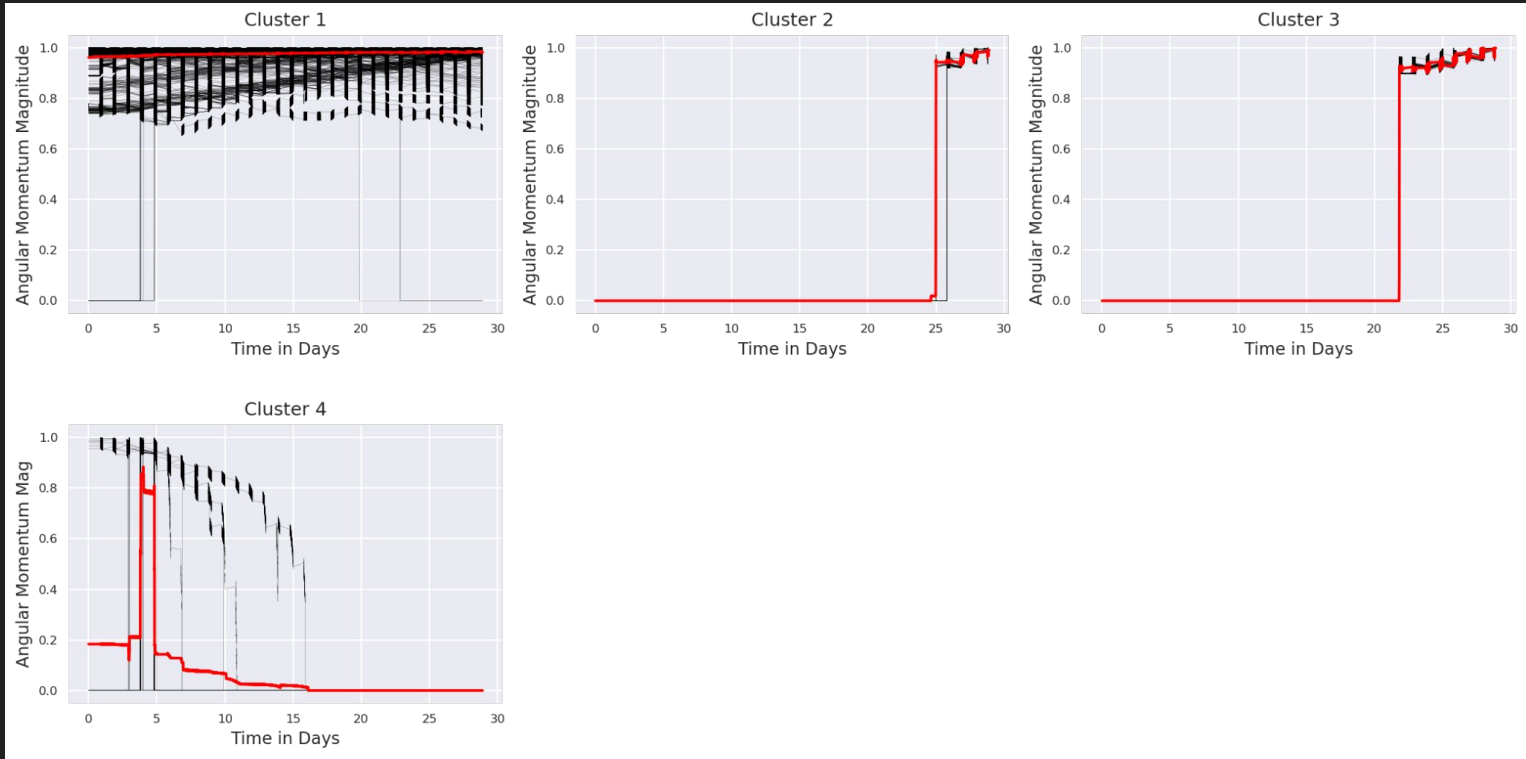 Cluster 1
Cluster 2
Cluster 3
Angular Momentum Magnitude
1.0
0.8
0.6
0.4
0.2
0.0
0 5 10 15 20 25 30
Time in Days
Angular Momentum Magnitude
1.0
0.8
0.6
0.4
0.2
0.0
0 5 10 15 20 25 30
Time in Days
Angular Momentum Magnitude
1.0
0.8
0.6
0.4
0.2
0.0
0 5 10 15 20 25 30
Time in Days
Cluster 4
Angular Momentum Mag
1.0
0.8
0.6
0.4
0.2
0.0
0 5 10 15 20 25 30
Time in Days